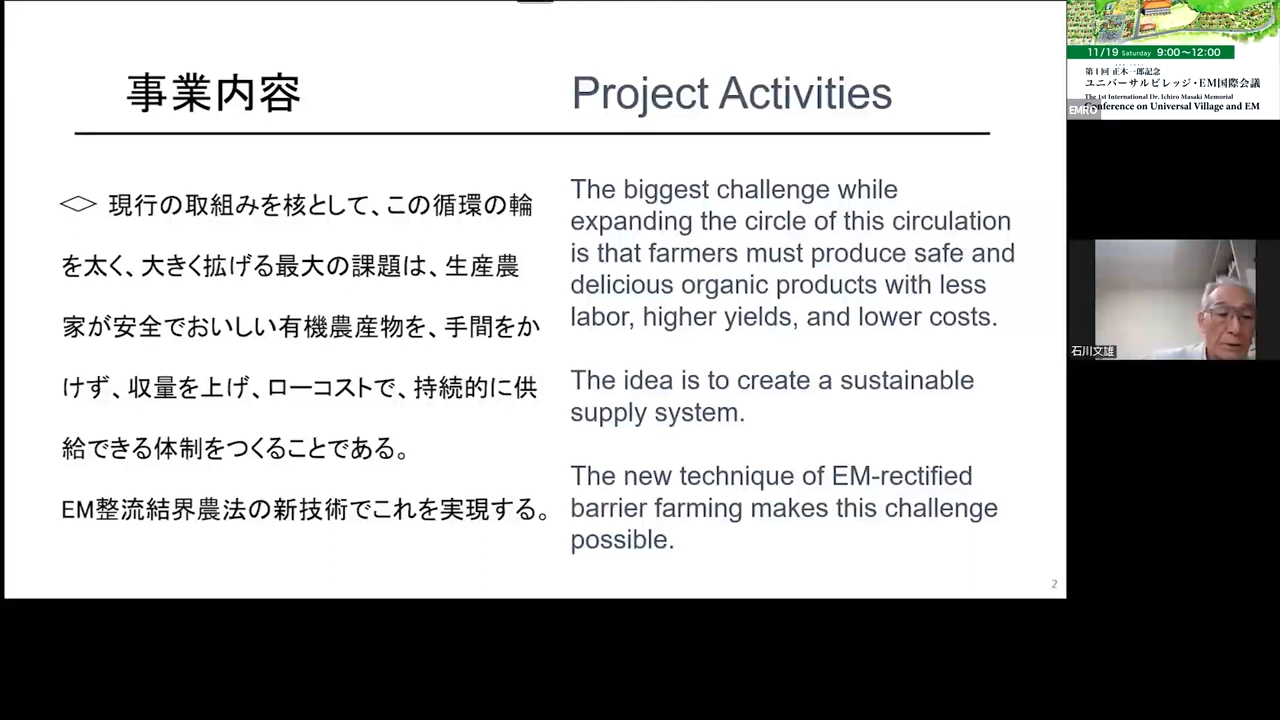 事業内容
Project Activities
◇ 現行の取組みを核として、この循環の輪
を太く、大きく拡げる最大の課題は、生産農
家が安全でおいしい有機農産物を、手間をか
けず、収量を上げ、ローコストで、持続的に供
給できる体制をつくることである。
EM整流結界農法の新技術でこれを実現する。
The biggest challenge while
expanding the circle of this circulation
is that farmers must produce safe and
delicious organic products with less
labor, higher yields, and lower costs.
The idea is to create a sustainable
supply system.
The new technique of EM-rectified
barrier farming makes this challenge
possible.
2
11/19 Saturday 9:00～12:00
第1回 正木一郎記念
ユニバーサルビレッジ・EM国際会議
The 1st International Dr. Ichiro Masaki Memorial
Conference on Universal Village and EM
EMRO
石川文雄